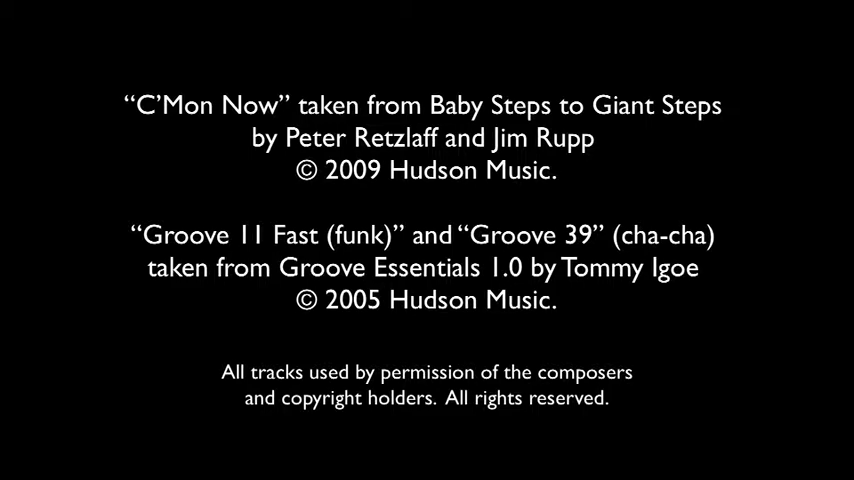 “C’Mon Now” taken from Baby Steps to Giant Steps
by Peter Retzlaff and Jim Rupp
© 2009 Hudson Music.
“Groove 11 Fast (funk)” and “Groove 39” (cha-cha)
taken from Groove Essentials 1.0 by Tommy Igoe
© 2005 Hudson Music.
All tracks used by permission of the composers
and copyright holders. All rights reserved.